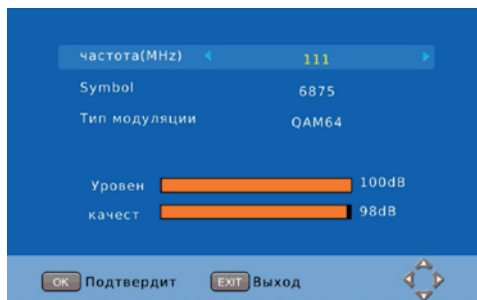 частота(MHz) 111
Symbol 6875
Тип модуляции QAM64
Уровен 100dB
качест 98dB
OK Подтвердит EXIT Выход